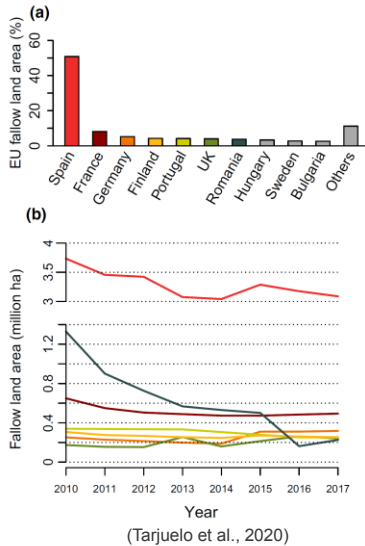 (a)
EU fallow land area (%)
60
40
20
0
Spain
France
Germany
Finland
Portugal
UK
Romania
Hungary
Sweden
Bulgaria
Others
(b)
Fallow land area (million ha)
4
3.5
3
1.2
0.8
0.4
0
2010 2011 2012 2013 2014 2015 2016 2017
Year
(Tarjuelo et al., 2020)